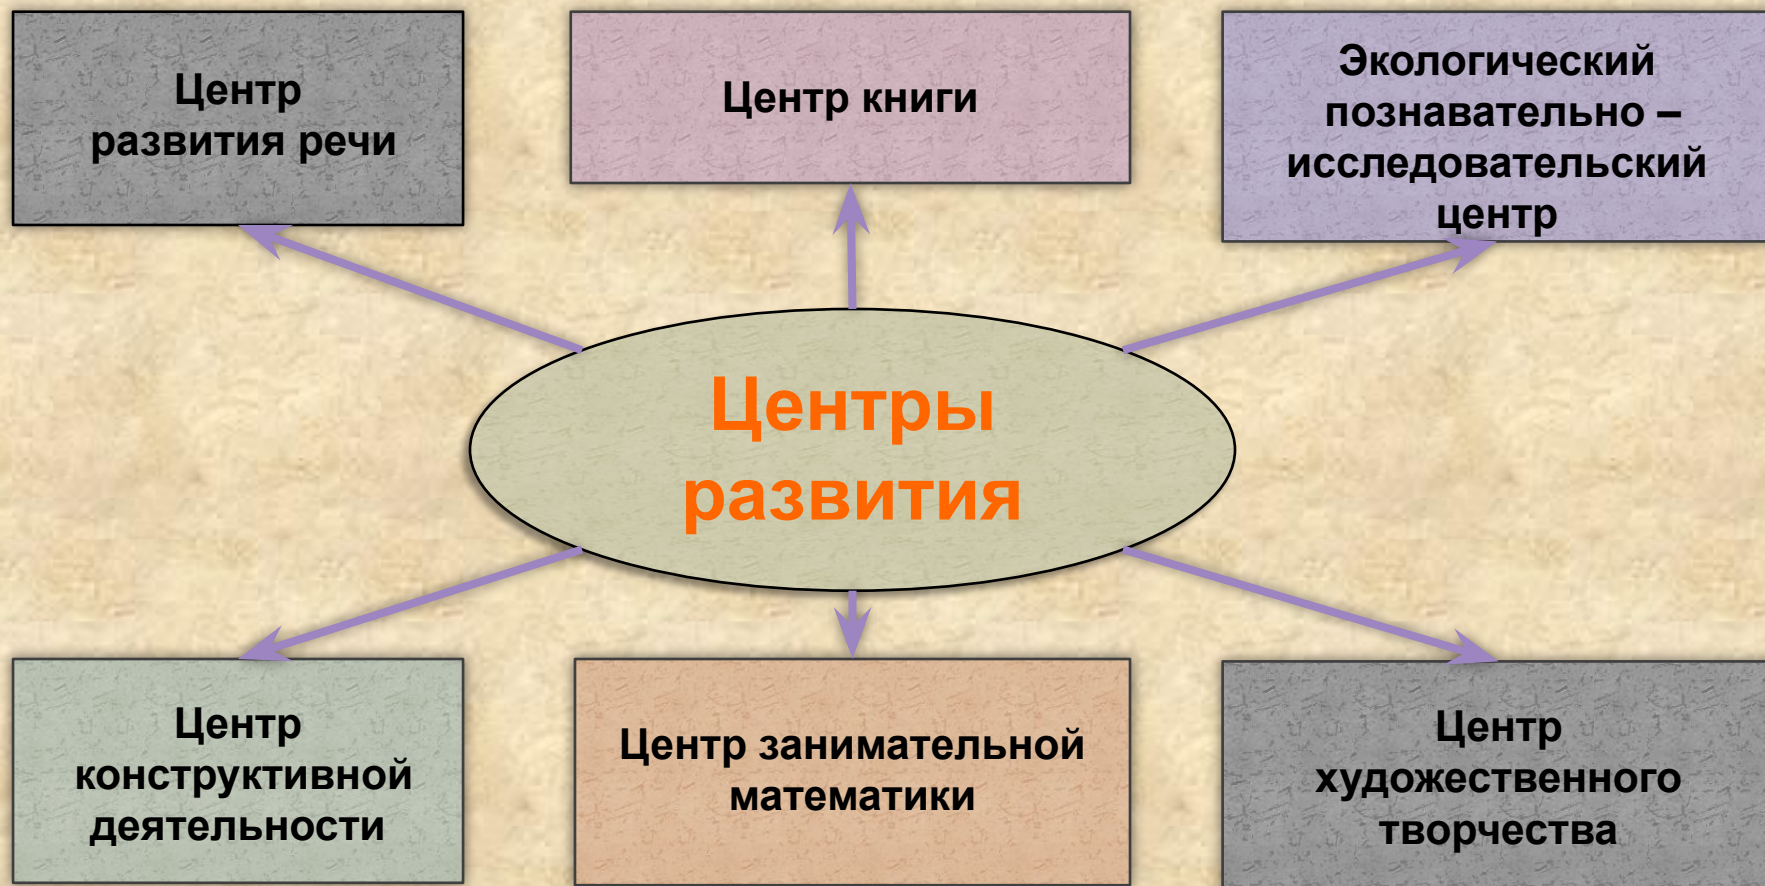 Центр
развития речи
Центр книги
Экологический
познавательно –
исследовательский
центр
Центры
развития
Центр
конструктивной
деятельности
Центр занимательной
математики
Центр
художественного
творчества